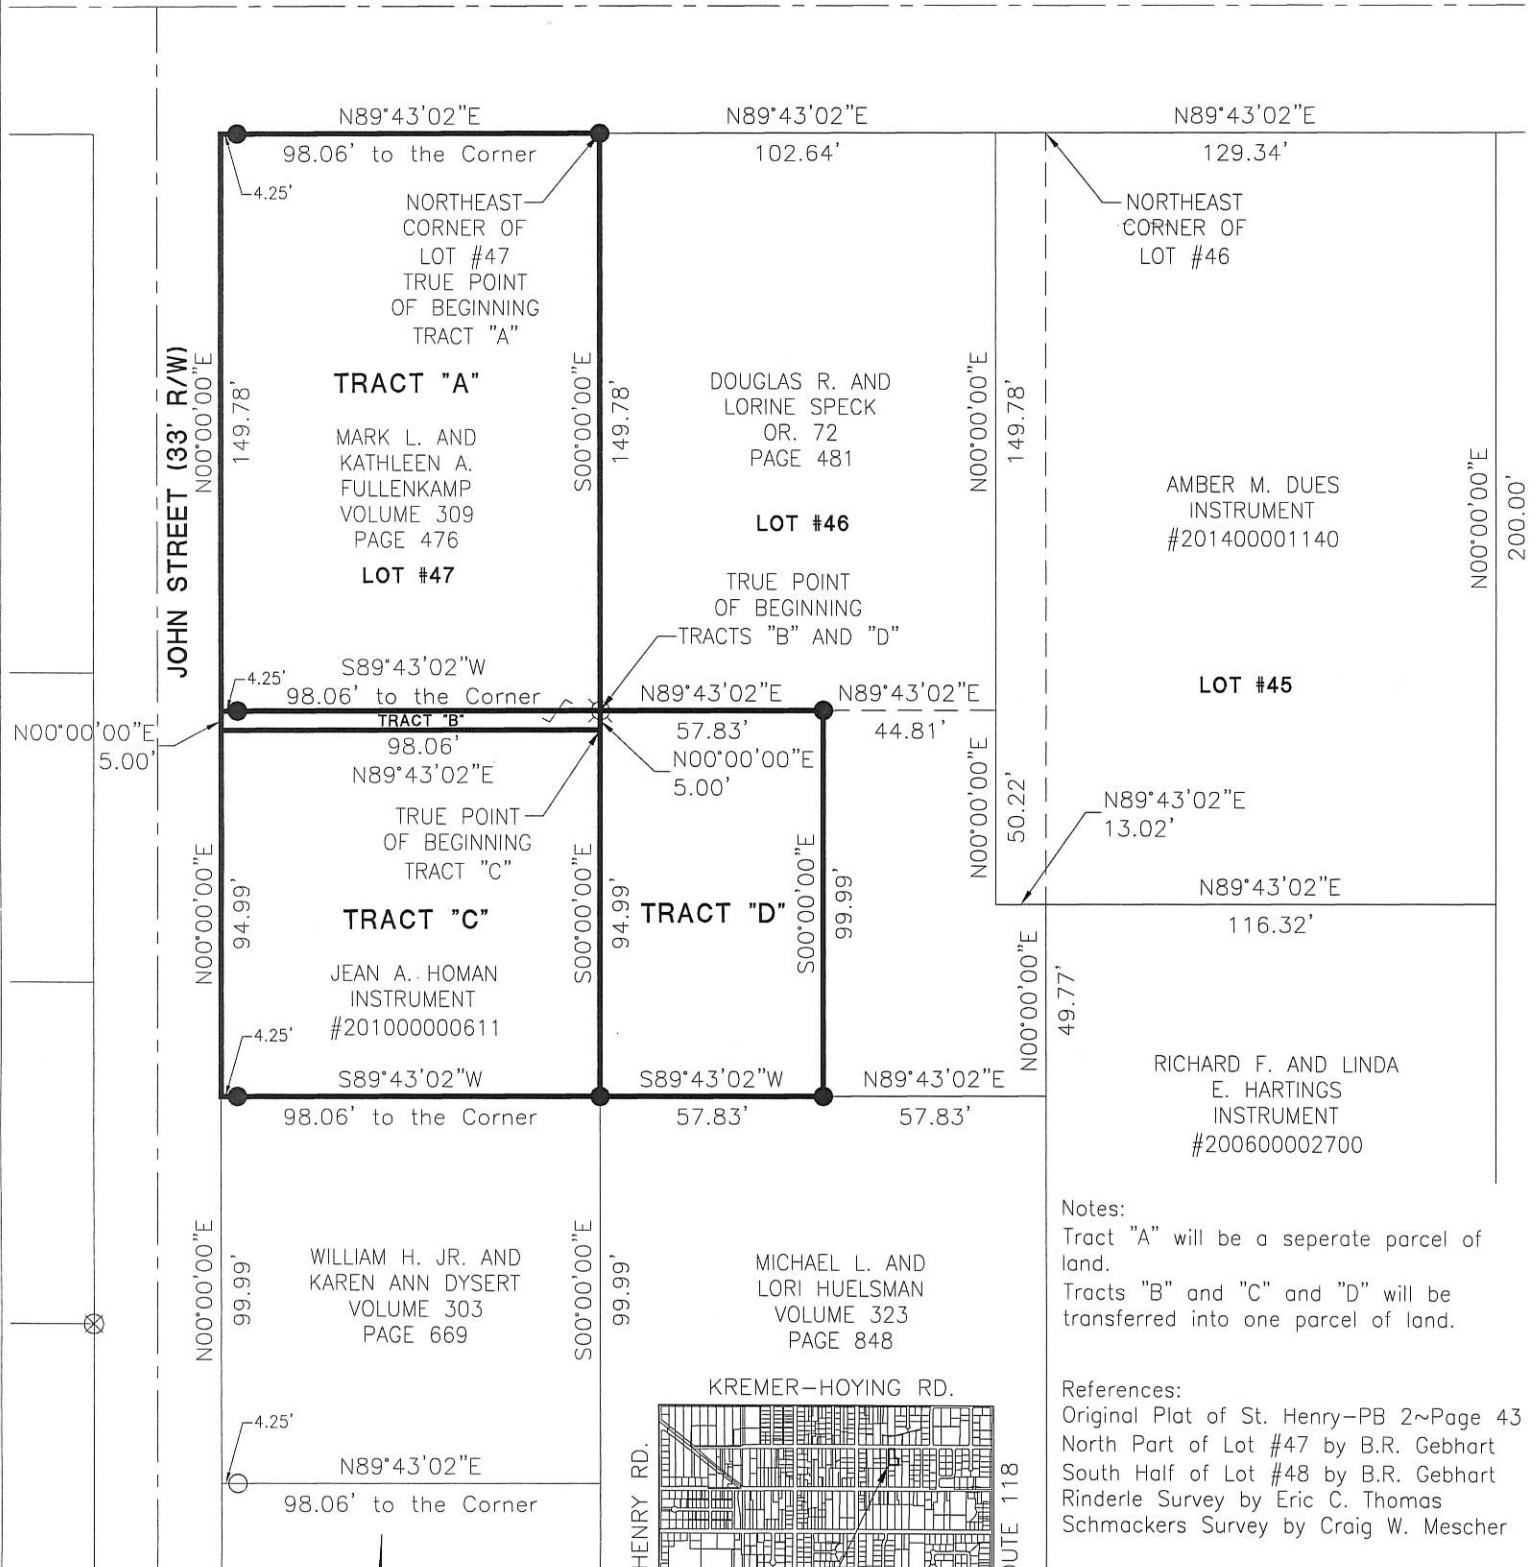 N89°43'02"E
98.06' to the Corner
4.25'
N89°43'02"E
102.64'
N89°43'02"E
129.34'
NORTHEAST
CORNER OF
LOT #47
TRUE POINT
OF BEGINNING
TRACT "A"
NORTHEAST
CORNER OF
LOT #46
JOHN STREET (33' R/W)
N00°00'00"E
149.78'
TRACT "A"
MARK L. AND
KATHLEEN A.
FULLENKAMP
VOLUME 309
PAGE 476
LOT #47
S00°00'00"E
149.78'
DOUGLAS R. AND
LORINE SPECK
OR. 72
PAGE 481
LOT #46
N00°00'00"E
149.78'
AMBER M. DUES
INSTRUMENT
#201400001140
LOT #45
N00°00'00"E
200.00'
TRUE POINT
OF BEGINNING
TRACTS "B" AND "D"
S89°43'02"W
4.25'
98.06' to the Corner
N89°43'02"E
57.83'
N89°43'02"E
44.81'
TRACT "B"
98.06'
N89°43'02"E
N00°00'00"E
5.00'
N00°00'00"E
5.00'
TRUE POINT
OF BEGINNING
TRACT "C"
N00°00'00"E
50.22'
N89°43'02"E
13.02'
N89°43'02"E
116.32'
N00°00'00"E
94.99'
TRACT "C"
JEAN A. HOMAN
INSTRUMENT
#201000000611
S00°00'00"E
94.99'
TRACT "D"
S00°00'00"E
99.99'
N00°00'00"E
49.77'
4.25'
S89°43'02"W
98.06' to the Corner
S89°43'02"W
57.83'
N89°43'02"E
57.83'
RICHARD F. AND LINDA
E. HARTINGS
INSTRUMENT
#200600002700
N00°00'00"E
99.99'
WILLIAM H. JR. AND
KAREN ANN DYSERT
VOLUME 303
PAGE 669
S00°00'00"E
99.99'
MICHAEL L. AND
LORI HUELSMAN
VOLUME 323
PAGE 848
4.25'
N89°43'02"E
98.06' to the Corner
KREMER-HOYING RD.
HENRY RD.
OUTE 118
Notes:
Tract "A" will be a seperate parcel of
land.
Tracts "B" and "C" and "D" will be
transferred into one parcel of land.
References:
Original Plat of St. Henry-PB 2~Page 43
North Part of Lot #47 by B.R. Gebhart
South Half of Lot #48 by B.R. Gebhart
Rinderle Survey by Eric C. Thomas
Schmackers Survey by Craig W. Mescher